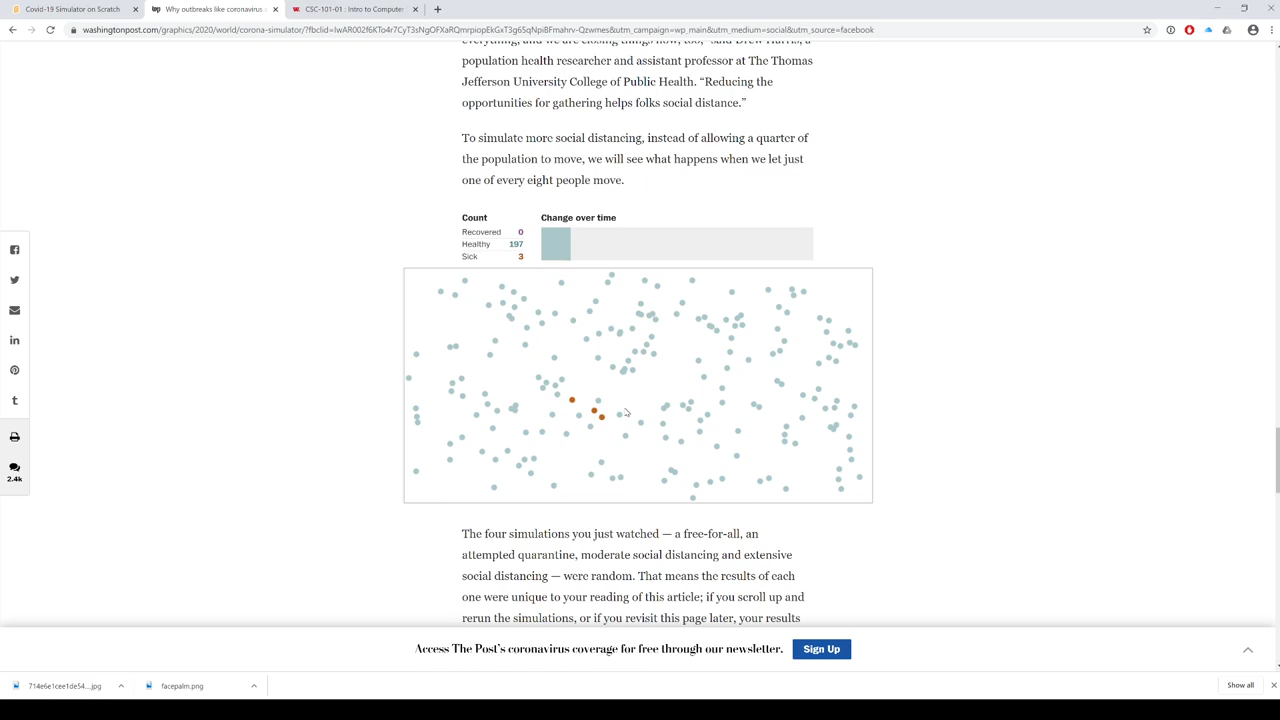 Covid-19 Simulator on Scratch
Why outbreaks like coronavirus
CSC-101-01 : Intro to Compute
washingtonpost.com/graphics/2020/world/corona-simulator/?fbclid=IwAR002f6KTo4r7CyT3sNgOFXaRQmrpiopEkGxT3g65qNpiBFmahrv-Qzwmes&utm_campaign=wp_main&utm_medium=social&utm_source=facebook
population health researcher and assistant professor at The Thomas
Jefferson University College of Public Health. “Reducing the
opportunities for gathering helps folks social distance.”
To simulate more social distancing, instead of allowing a quarter of
the population to move, we will see what happens when we let just
one of every eight people move.
Count
Change over time
Recovered 0
Healthy 197
Sick 3
2.4k
The four simulations you just watched — a free-for-all, an
attempted quarantine, moderate social distancing and extensive
social distancing — were random. That means the results of each
one were unique to your reading of this article; if you scroll up and
rerun the simulations, or if you revisit this page later, your results
Access The Post’s coronavirus coverage for free through our newsletter.
Sign Up
714e6e1cee1de54....jpg
facepalm.png
Show all